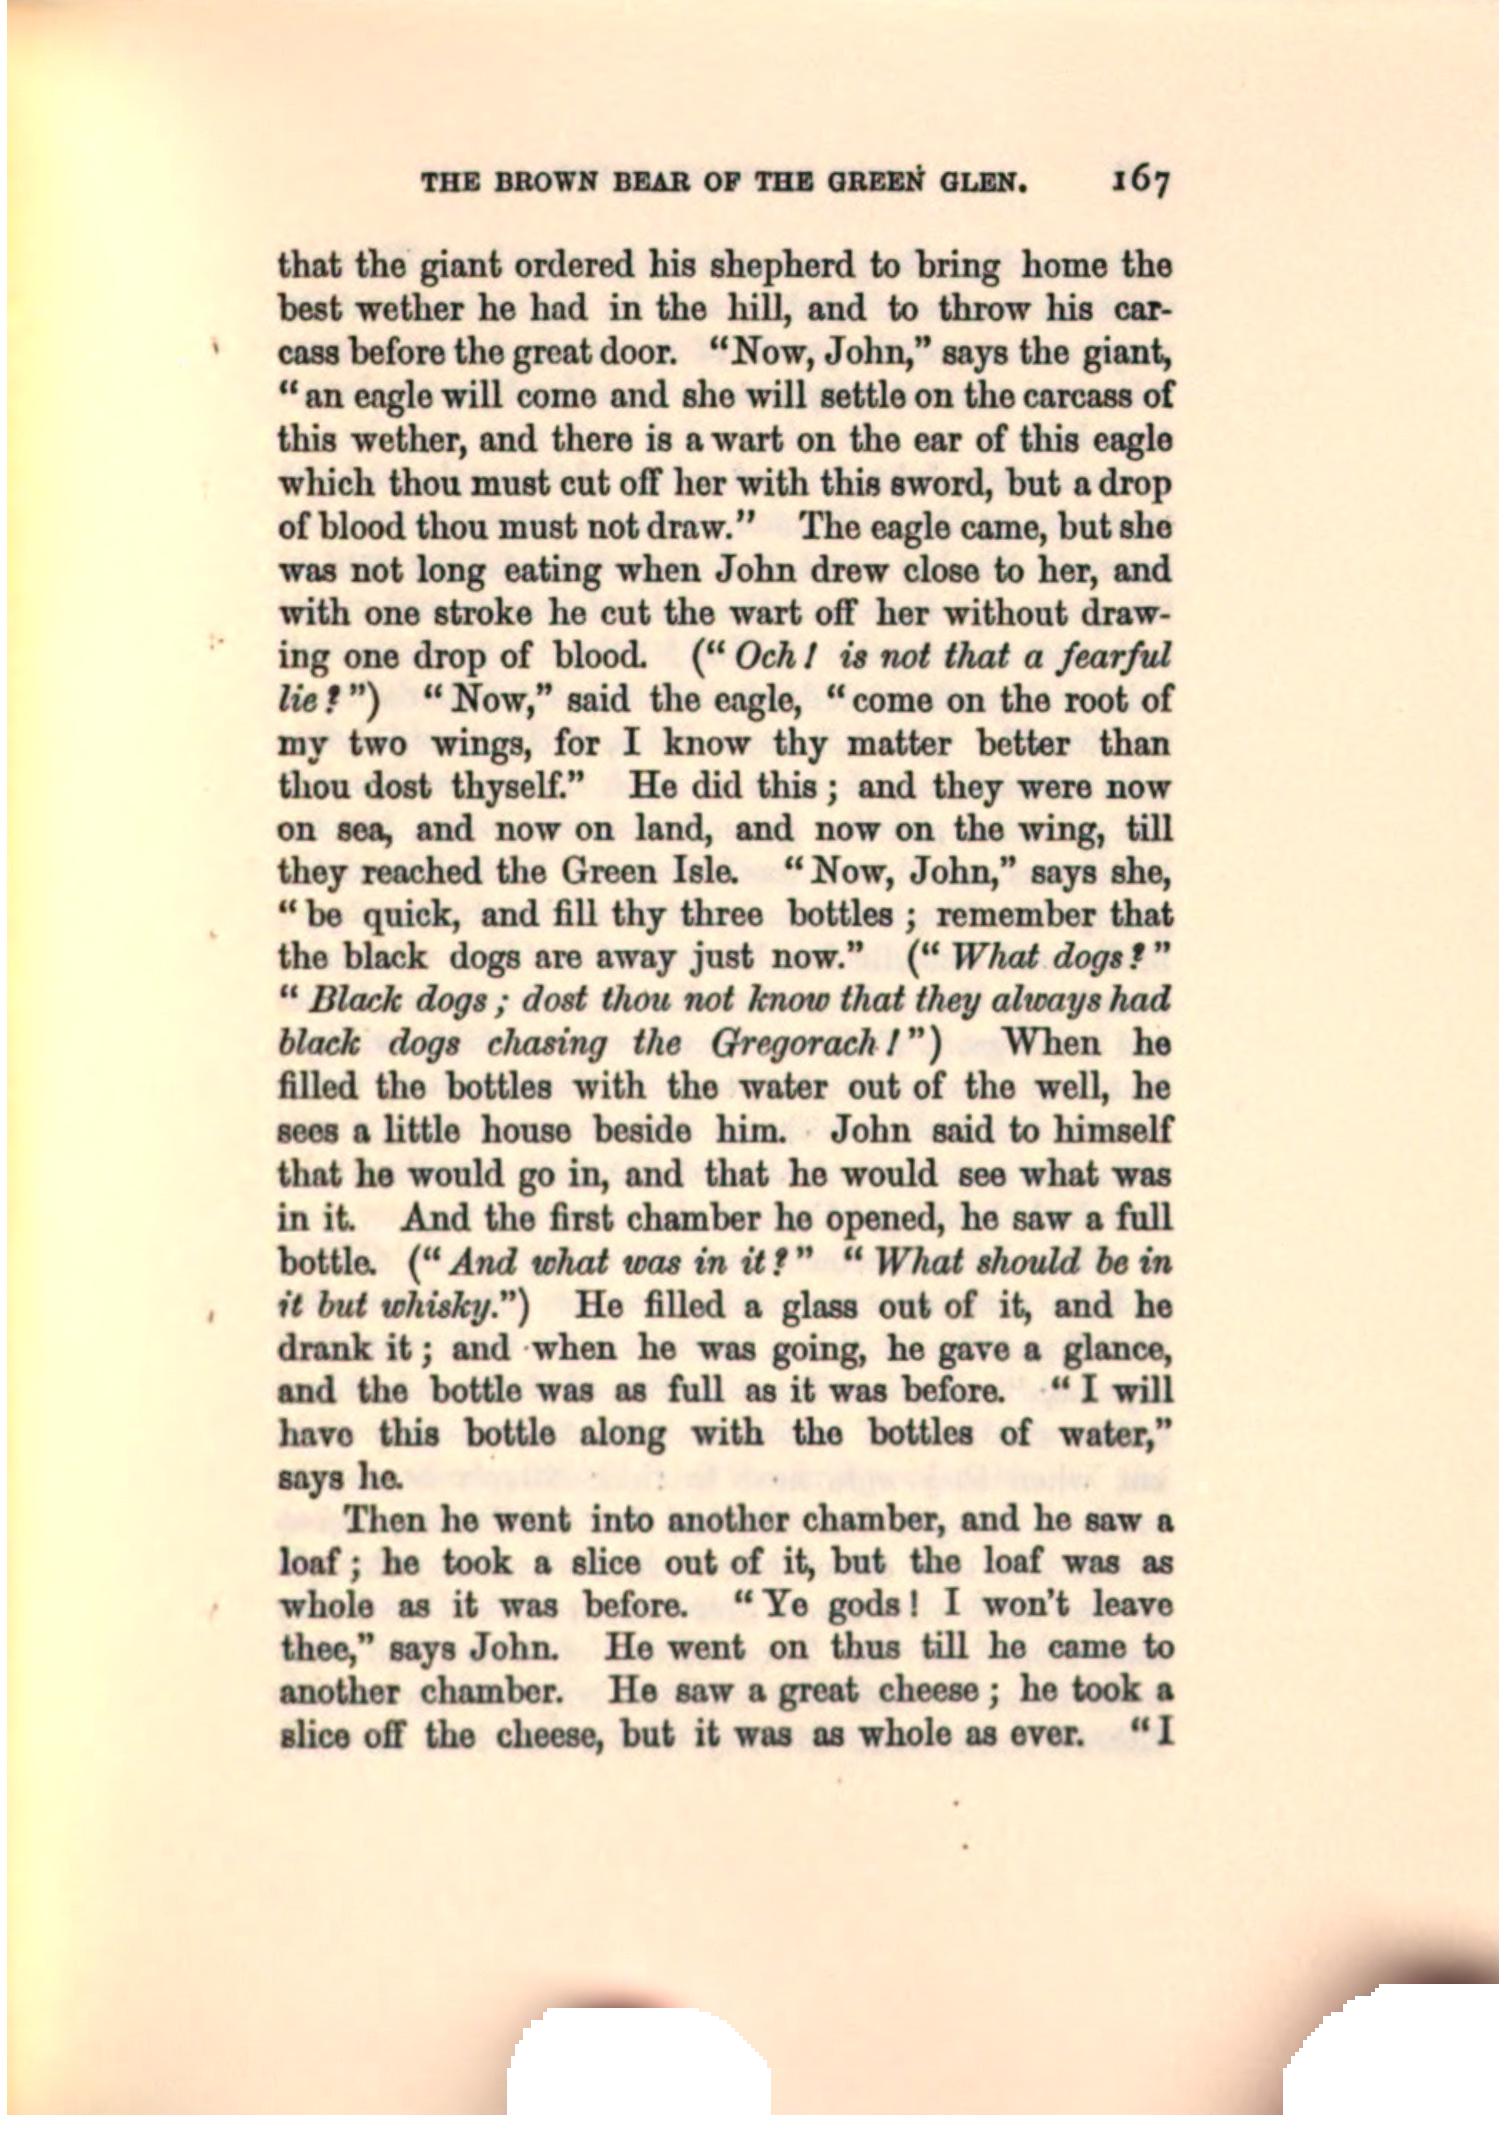 THE BROWN BEAR OF THE GREEN GLEN. 167
that the giant ordered his shepherd to bring home the
best wether he had in the hill, and to throw his car-
cass before the great door. “Now, John,” says the giant,
“an eagle will come and she will settle on the carcass of
this wether, and there is a wart on the ear of this eagle
which thou must cut off her with this sword, but a drop
of blood thou must not draw.” The eagle came, but she
was not long eating when John drew close to her, and
with one stroke he cut the wart off her without draw-
ing one drop of blood. (“Och! is not that a fearful
lie?”) “Now,” said the eagle, “come on the root of
my two wings, for I know thy matter better than
thou dost thyself.” He did this; and they were now
on sea, and now on land, and now on the wing, till
they reached the Green Isle. “Now, John,” says she,
“be quick, and fill thy three bottles; remember that
the black dogs are away just now.” (“What dogs?”
“Black dogs; dost thou not know that they always had
black dogs chasing the Gregorach!”) When he
filled the bottles with the water out of the well, he
sees a little house beside him. John said to himself
that he would go in, and that he would see what was
in it. And the first chamber he opened, he saw a full
bottle. (“And what was in it?” “What should be in
it but whisky.”) He filled a glass out of it, and he
drank it; and when he was going, he gave a glance,
and the bottle was as full as it was before. “I will
have this bottle along with the bottles of water,”
says he.
Then he went into another chamber, and he saw a
loaf; he took a slice out of it, but the loaf was as
whole as it was before. “Ye gods! I won’t leave
thee,” says John. He went on thus till he came to
another chamber. He saw a great cheese; he took a
slice off the cheese, but it was as whole as ever. “I